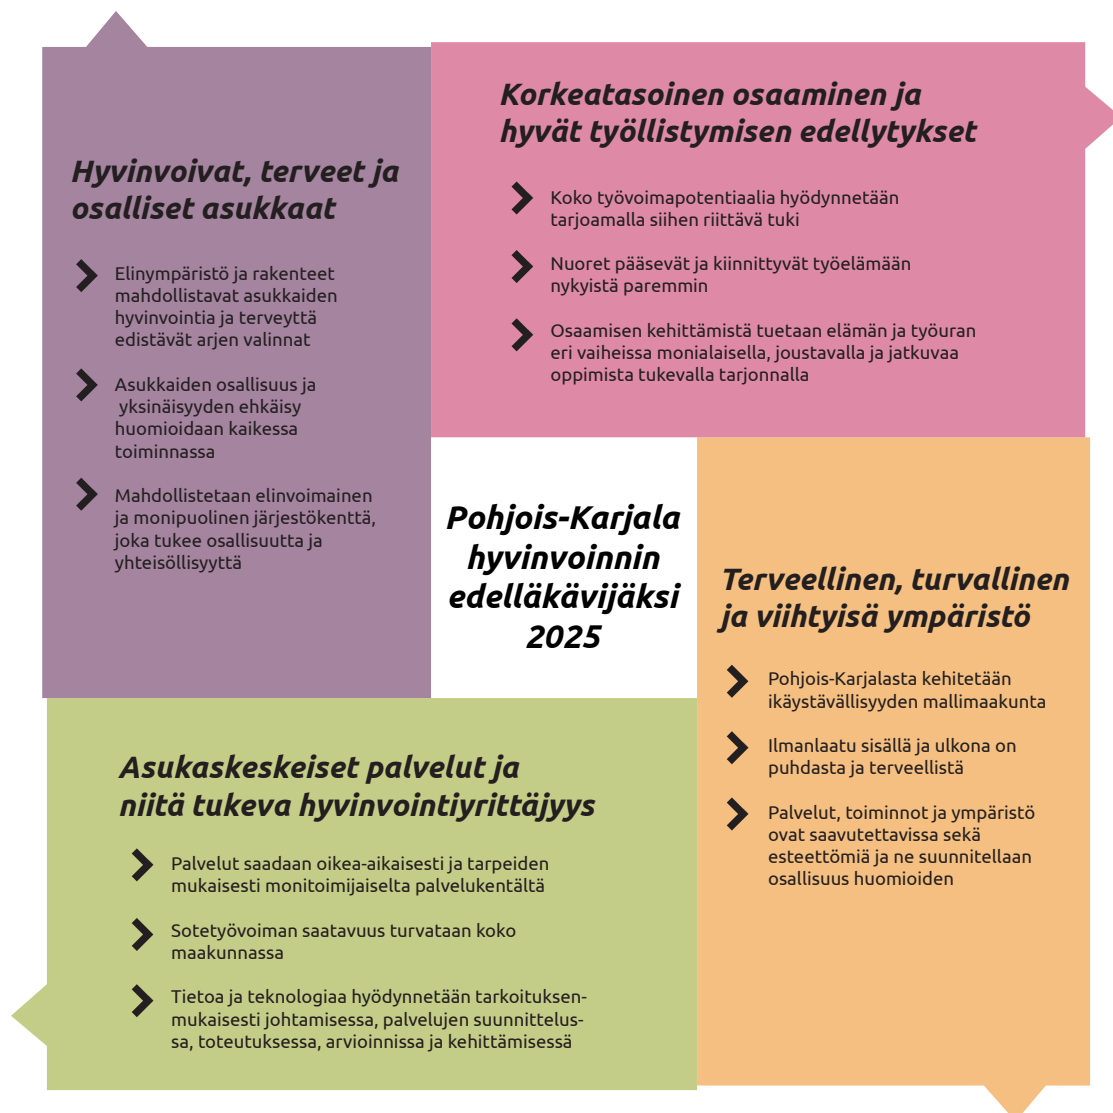 Hyvinvoivat, terveet ja
osalliset asukkaat
Elinympäristö ja rakenteet
mahdollistavat asukkaiden
hyvinvointia ja terveyttä
edistävät arjen valinnat
Asukkaiden osallisuus ja
yksinäisyyden ehkäisy
huomioidaan kaikessa
toiminnassa
Mahdollistetaan elinvoimainen
ja monipuolinen järjestökenttä,
joka tukee osallisuutta ja
yhteisöllisyyttä
Korkeatasoinen osaaminen ja
hyvät työllistymisen edellytykset
Koko työvoimapotentiaalia hyödynnetään
tarjoamalla siihen riittävä tuki
Nuoret pääsevät ja kiinnittyvät työelämään
nykyistä paremmin
Osaamisen kehittämistä tuetaan elämän ja työuran
eri vaiheissa monialaisella, joustavalla ja jatkuvaa
oppimista tukevalla tarjonnalla
Pohjois-Karjala
hyvinvoinnin
edelläkävijäksi
2025
Terveellinen, turvallinen
ja viihtyisä ympäristö
Pohjois-Karjalasta kehitetään
ikäystävällisyyden mallimaakunta
Ilmanlaatu sisällä ja ulkona on
puhdasta ja terveellistä
Palvelut, toiminnot ja ympäristö
ovat saavutettavissa sekä
esteettömiä ja ne suunnitellaan
osallisuus huomioiden
Asukaskeskeiset palvelut ja
niitä tukeva hyvinvointiyrittäjyys
Palvelut saadaan oikea-aikaisesti ja tarpeiden
mukaisesti monitoimijaiselta palvelukentältä
Sotetyövoiman saatavuus turvataan koko
maakunnassa
Tietoa ja teknologiaa hyödynnetään tarkoituksen-
mukaisesti johtamisessa, palvelujen suunnittelus-
sa, toteutuksessa, arvioinnissa ja kehittämisessä